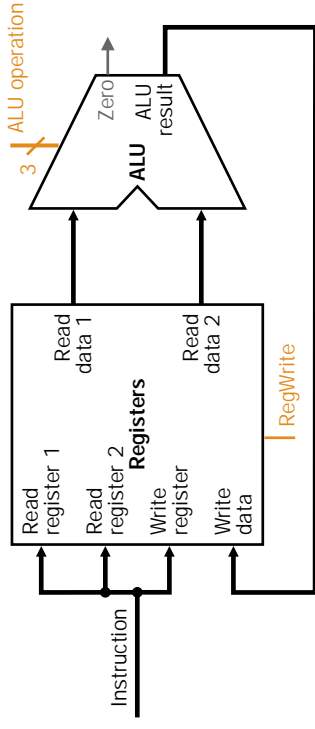 Instruction
Read
register 1
Read
register 2
Write
register
Write
data
Registers
Read
data 1
Read
data 2
RegWrite
3
ALU operation
ALU
Zero
ALU
result